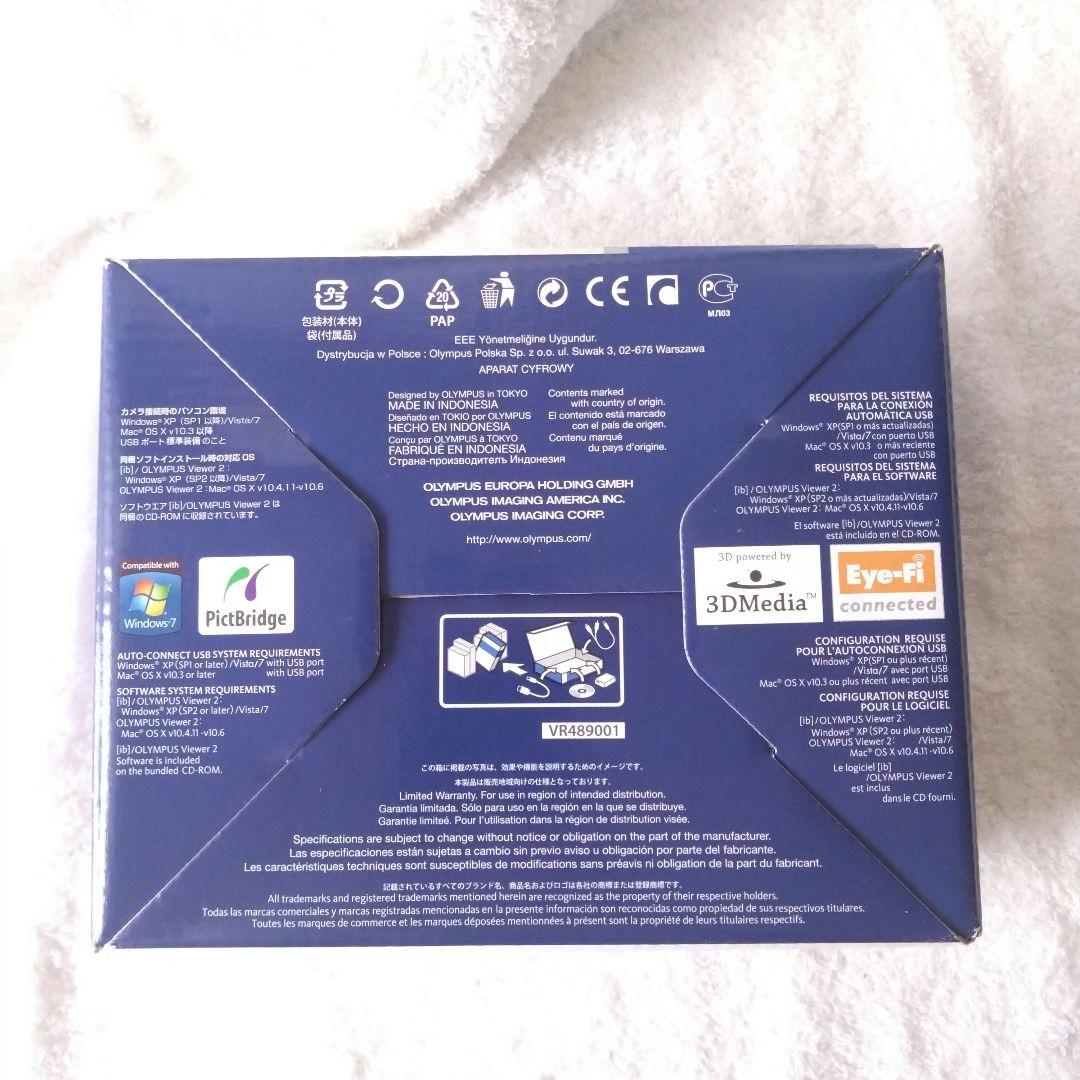 プラ
20
PAP
包装材(本体)
袋(付属品)
РСТ
МЛ03
EEE Yönetmeliğine Uygundur.
Dystrybucja w Polsce : Olympus Polska Sp. z o.o. ul. Suwak 3, 02-676 Warszawa
APARAT CYFROWY
Designed by OLYMPUS in TOKYO
MADE IN INDONESIA
Diseñado en TOKIO por OLYMPUS
HECHO EN INDONESIA
Conçu par OLYMPUS à TOKYO
FABRIQUÉ EN INDONESIA
Страна-производитель Индонезия
Contents marked
with country of origin.
El contenido está marcado
con el país de origen.
Contenu marqué
du pays d'origine.
OLYMPUS EUROPA HOLDING GMBH
OLYMPUS IMAGING AMERICA INC.
OLYMPUS IMAGING CORP.
http://www.olympus.com/
カメラ接続時のパソコン環境
Windows® XP (SP1 以降)/Vista/7
Mac® OS X v10.3 以降
USB ポート標準装備のこと
同梱ソフトインストール時の対応 OS
[ib] / OLYMPUS Viewer 2 :
Windows® XP (SP2 以降)/Vista/7
OLYMPUS Viewer 2 :Mac® OS X v10.4.11-v10.6
ソフトウエア [ib]/OLYMPUS Viewer 2 は
同梱の CD-ROM に収録されています。
Compatible with
Windows® 7
PictBridge
AUTO-CONNECT USB SYSTEM REQUIREMENTS
Windows® XP(SP1 or later) /Vista/7 with USB port
Mac® OS X v10.3 or later with USB port
SOFTWARE SYSTEM REQUIREMENTS
[ib] / OLYMPUS Viewer 2:
Windows® XP(SP2 or later) /Vista/7
OLYMPUS Viewer 2:
Mac® OS X v10.4.11 -v10.6
[ib]/OLYMPUS Viewer 2
Software is included
on the bundled CD-ROM.
REQUISITOS DEL SISTEMA
PARA LA CONEXIÓN
AUTOMÁTICA USB
Windows® XP(SP1 o más actualizadas)
/Vista/7 con puerto USB
Mac® OS X v10.3 o más reciente
con puerto USB
REQUISITOS DEL SISTEMA
PARA EL SOFTWARE
[ib] / OLYMPUS Viewer 2:
Windows® XP(SP2 o más actualizadas)/Vista/7
OLYMPUS Viewer 2: Mac® OS X v10.4.11-v10.6
El software [ib]/OLYMPUS Viewer 2
está incluido en el CD-ROM.
3D powered by
3DMedia™
Eye-Fi
connected
CONFIGURATION REQUISE
POUR L'AUTOCONNEXION USB
Windows® XP(SP1 ou plus récent)
/Vista/7 avec port USB
Mac® OS X v10.3 ou plus récent avec port USB
CONFIGURATION REQUISE
POUR LE LOGICIEL
[ib] / OLYMPUS Viewer 2:
Windows® XP(SP2 ou plus récent)
/Vista/7
OLYMPUS Viewer 2:
Mac® OS X v10.4.11 -v10.6
Le logiciel [ib]
/OLYMPUS Viewer 2
est inclus
dans le CD fourni.
VR489001
この箱に掲載の写真は、効果や機能を説明するためのイメージです。
本製品は販売地域向けの仕様となっております。
Limited Warranty. For use in region of intended distribution.
Garantía limitada. Sólo para uso en la región en la que se distribuye.
Garantie limiteé. Pour l'utilisation dans la région de distribution visée.
Specifications are subject to change without notice or obligation on the part of the manufacturer.
Las especificaciones están sujetas a cambio sin previo aviso u obligación por parte del fabricante.
Les caractéristiques techniques sont susceptibles de modifications sans préavis ni obligation de la part du fabricant.
記載されているすべてのブランド名、商品名およびロゴは各社の商標または登録商標です。
All trademarks and registered trademarks mentioned herein are recognized as the property of their respective holders.
Todas las marcas comerciales y marcas registradas mencionadas en la presente información son reconocidas como propiedad de sus respectivos titulares.
Toutes les marques de commerce et les marques déposées mentionnées à présent sont la propriété de leurs titulaires respectifs.